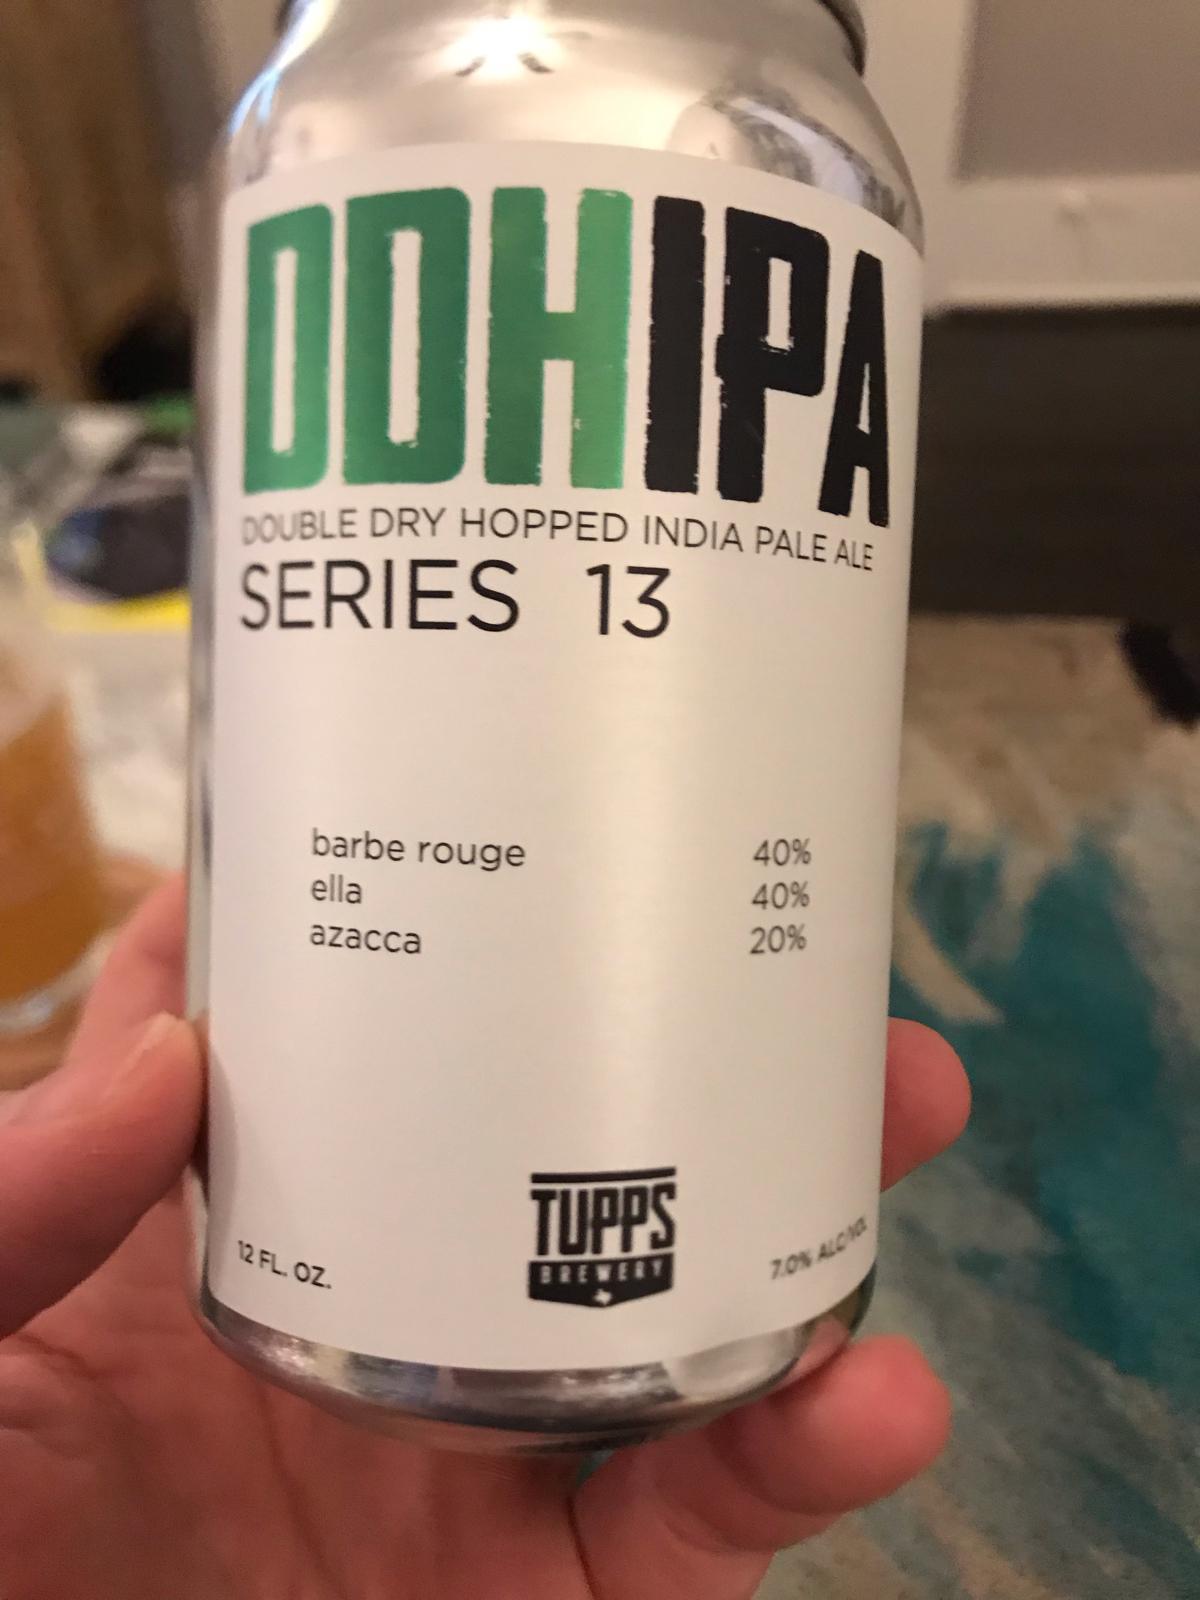 DDHIPA
DOUBLE DRY HOPPED INDIA PALE ALE
SERIES 13
barbe rouge 40%
ella 40%
azacca 20%
TUPPS
BREWERY
12 FL. OZ.
7.0% ALC/VOL